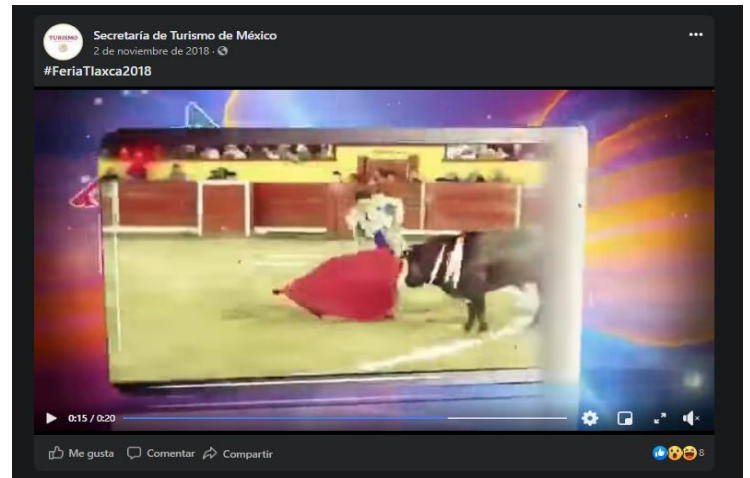 TURISMO
Secretaría de Turismo de México
2 de noviembre de 2018
#FeriaTlaxca2018
0:15 / 0:20
Me gusta Comentar Compartir 8